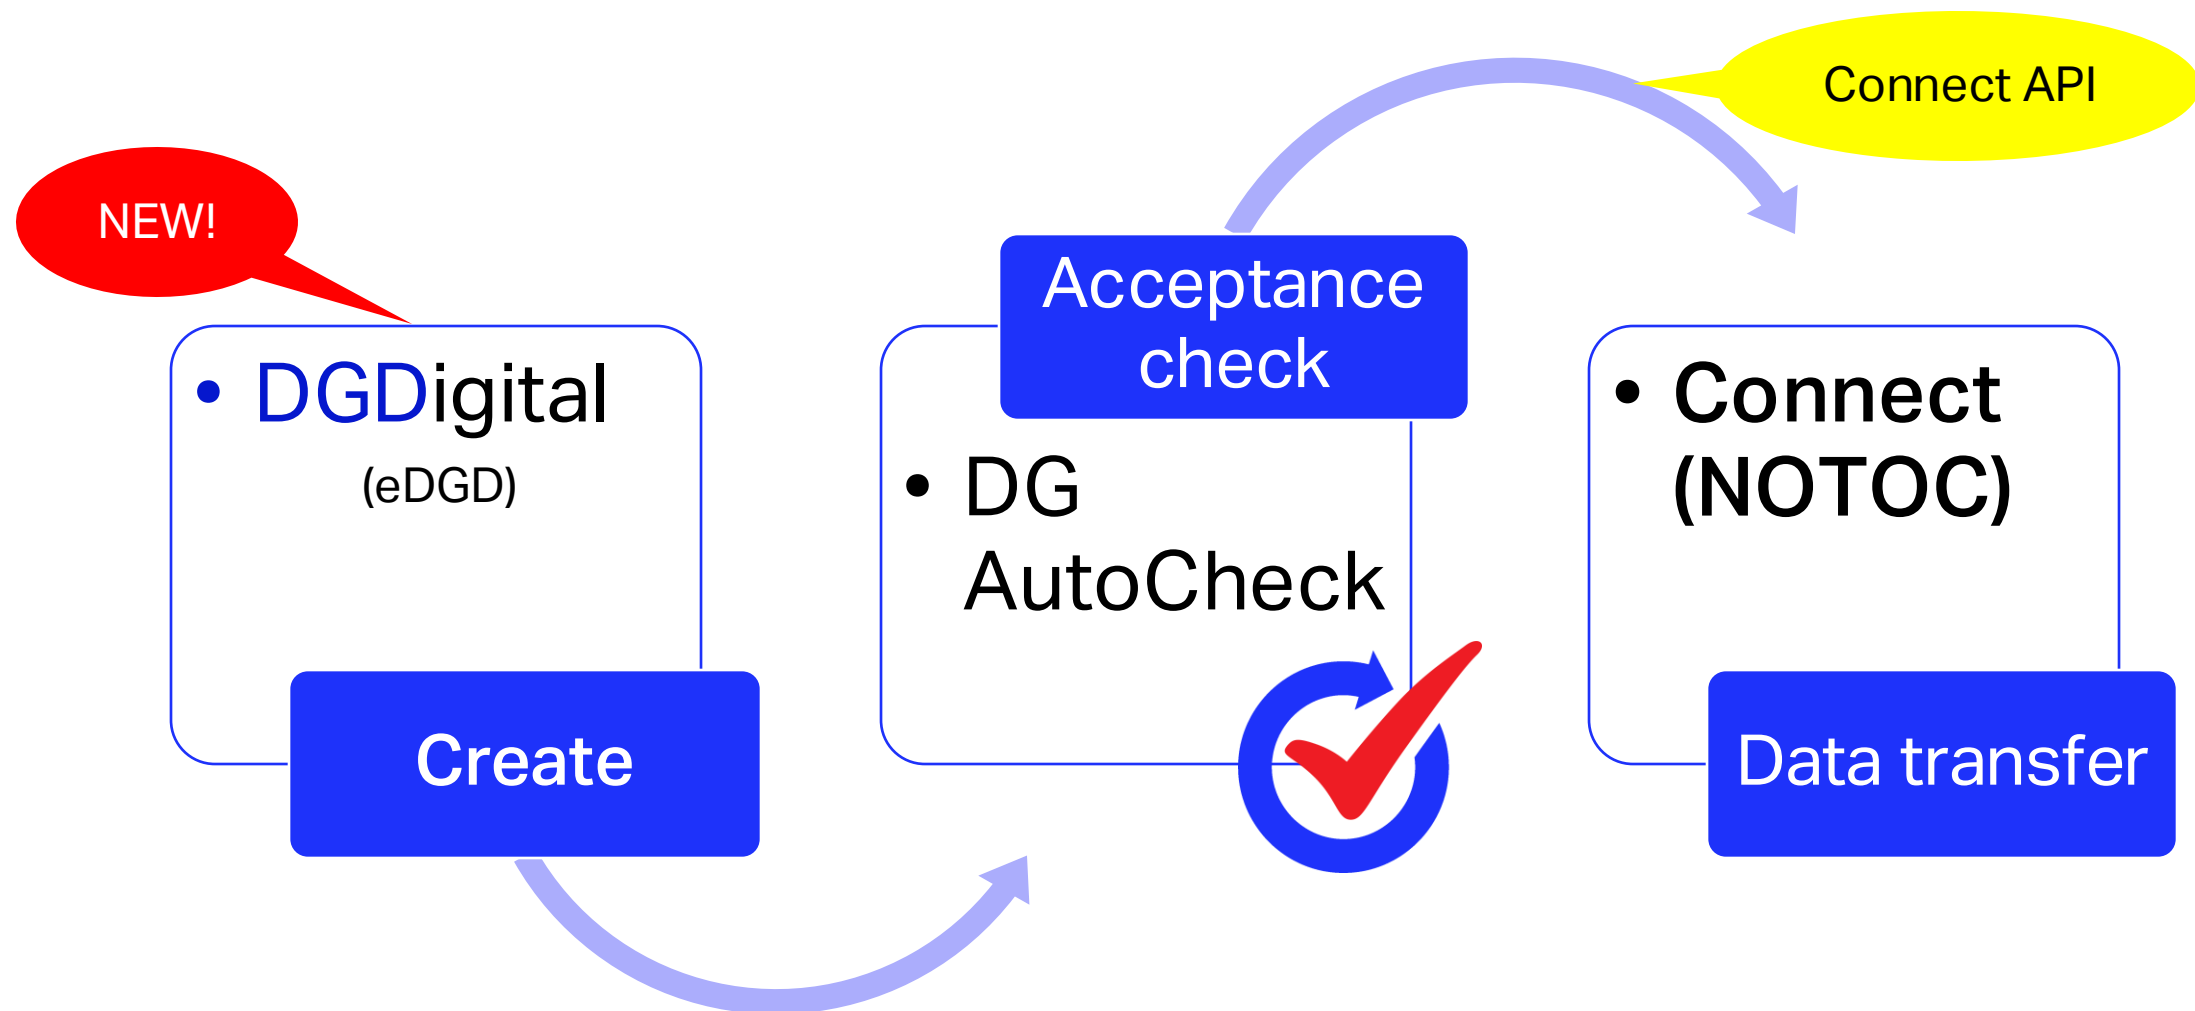 Connect API
NEW!
• DGDigital
(eDGD)
Create
Acceptance
check
• DG
AutoCheck
• Connect
(NOTOC)
Data transfer